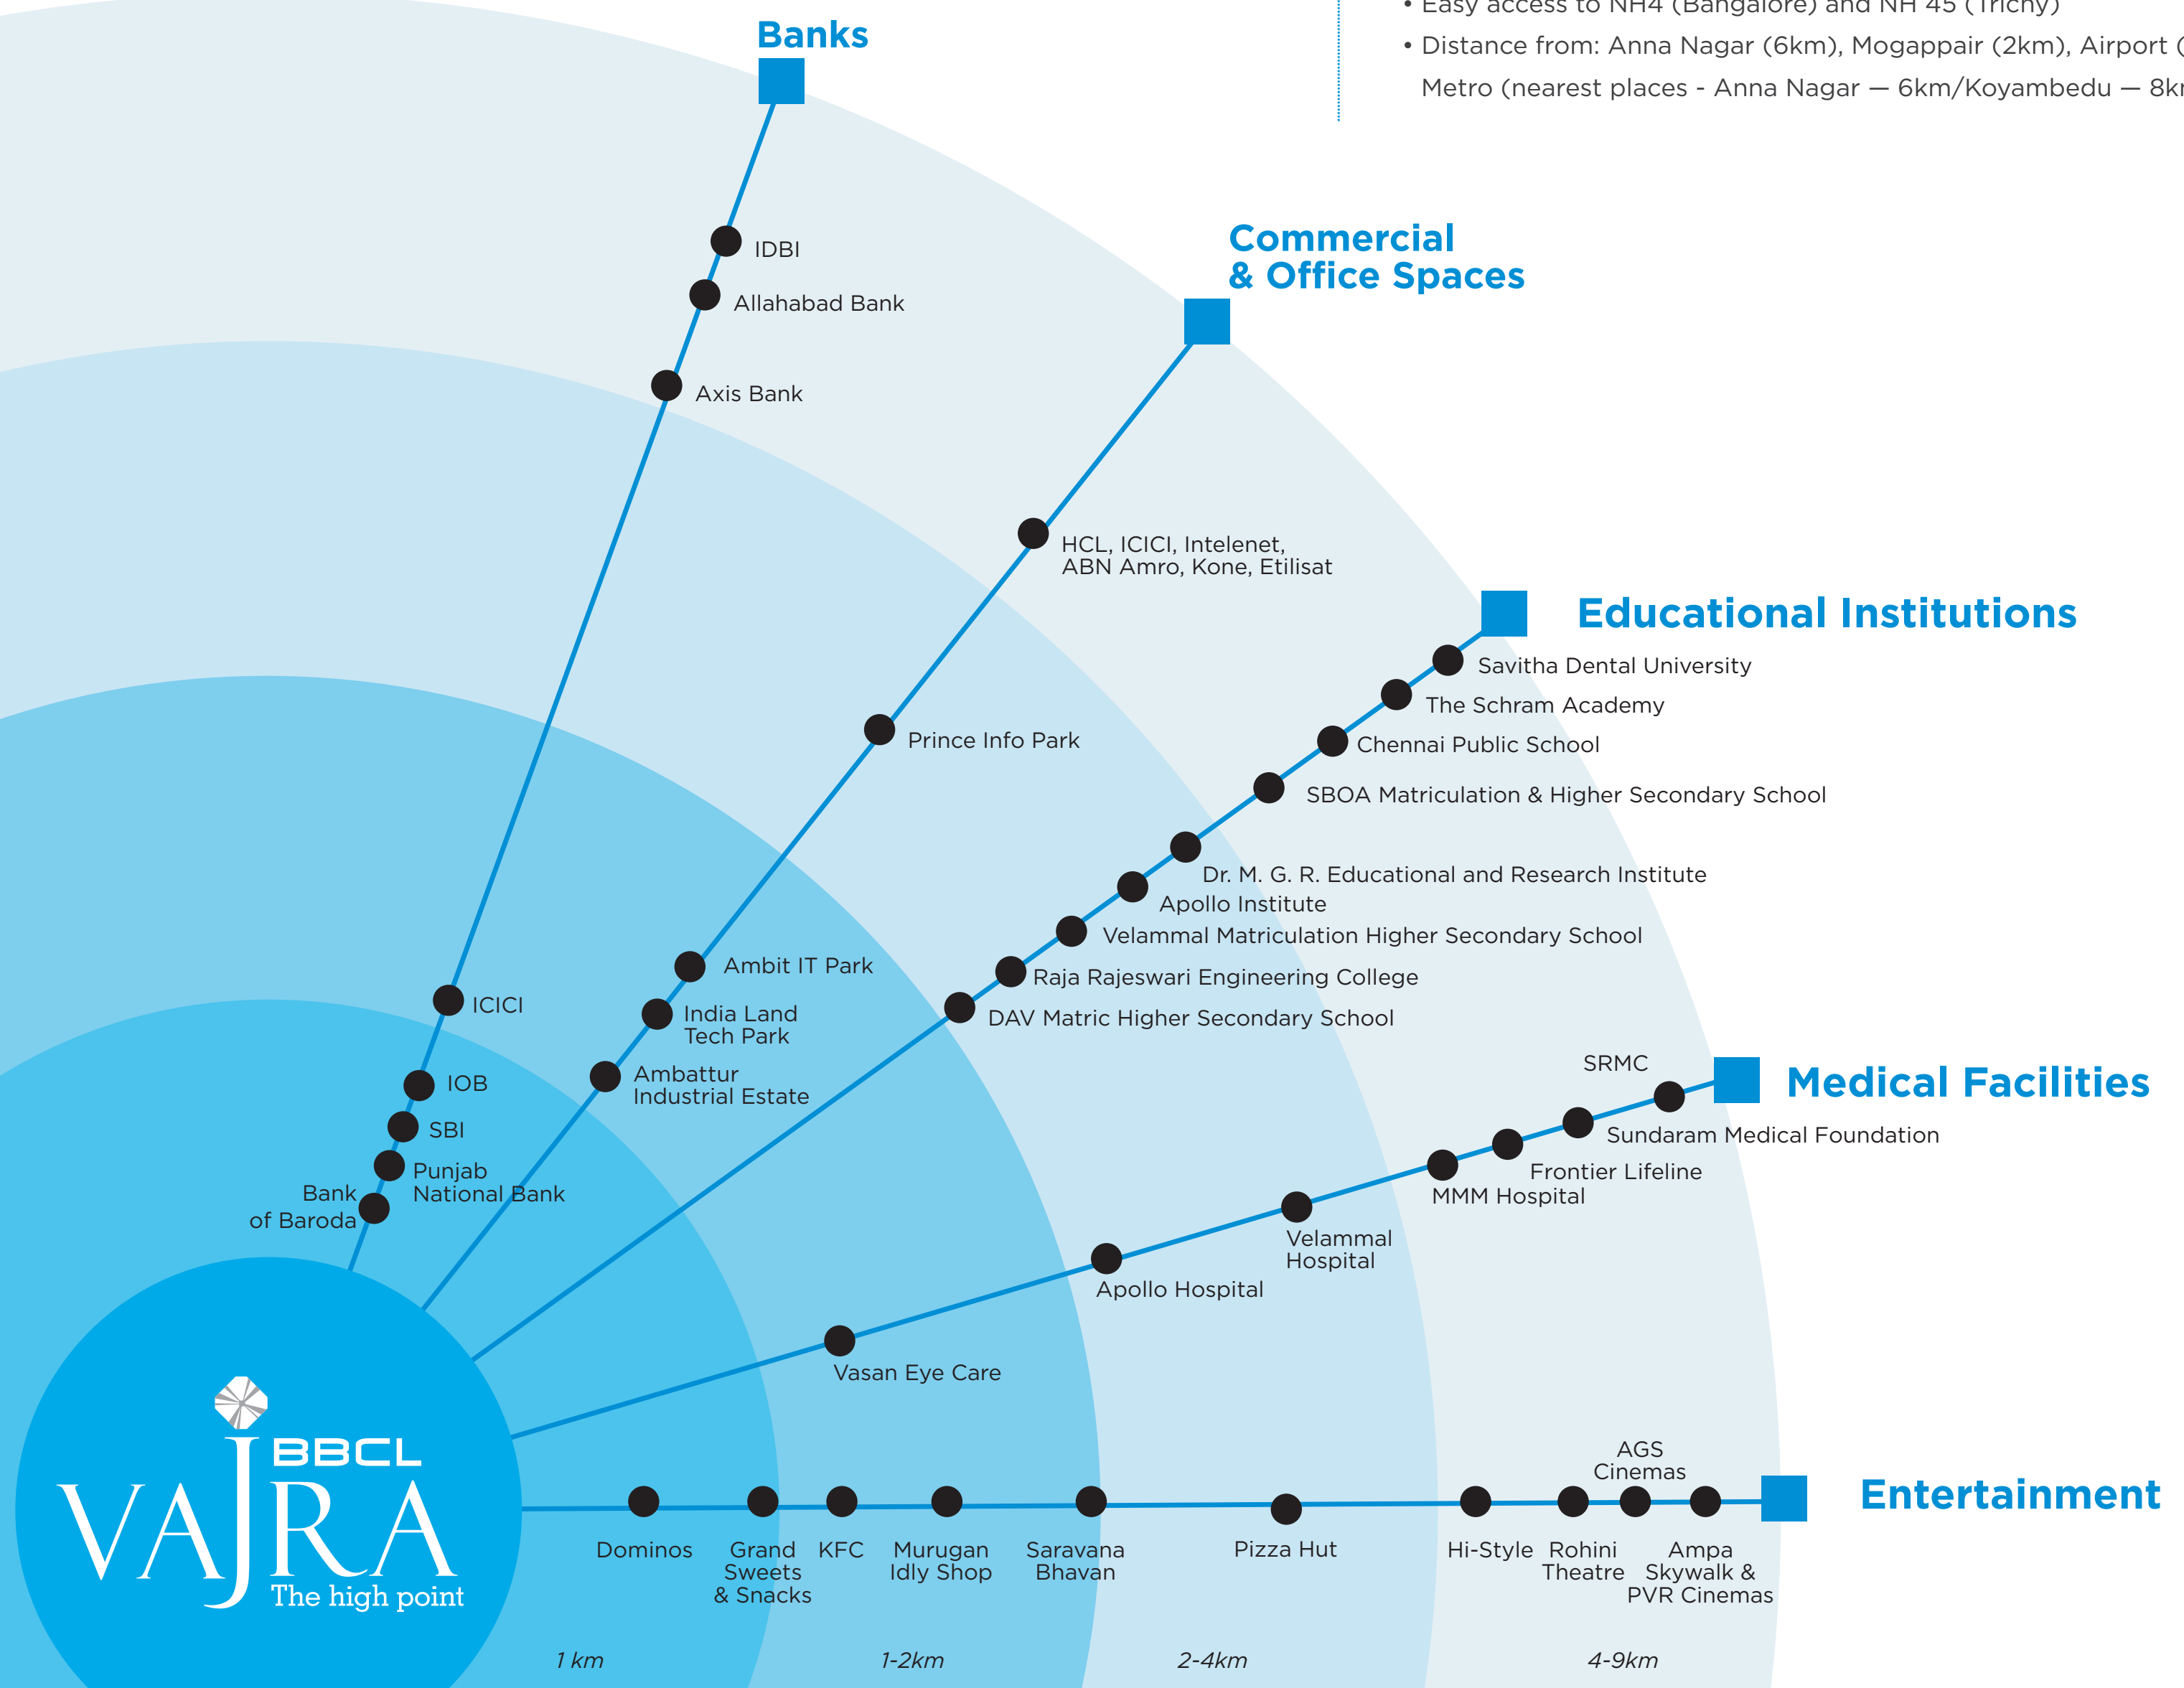 • Easy access to NH4 (Bangalore) and NH 45 (Trichy)
• Distance from: Anna Nagar (6km), Mogappair (2km), Airport (
Metro (nearest places - Anna Nagar — 6km/Koyambedu — 8k
Banks
IDBI
Allahabad Bank
Axis Bank
ICICI
IOB
SBI
Punjab
National Bank
Bank
of Baroda
Commercial
& Office Spaces
HCL, ICICI, Intelenet,
ABN Amro, Kone, Etilisat
Prince Info Park
Ambit IT Park
India Land
Tech Park
Ambattur
Industrial Estate
Educational Institutions
Savitha Dental University
The Schram Academy
Chennai Public School
SBOA Matriculation & Higher Secondary School
Dr. M. G. R. Educational and Research Institute
Apollo Institute
Velammal Matriculation Higher Secondary School
Raja Rajeswari Engineering College
DAV Matric Higher Secondary School
Medical Facilities
SRMC
Sundaram Medical Foundation
Frontier Lifeline
MMM Hospital
Velammal
Hospital
Apollo Hospital
Vasan Eye Care
Entertainment
Dominos
Grand
Sweets
& Snacks
KFC
Murugan
Idly Shop
Saravana
Bhavan
Pizza Hut
Hi-Style
Rohini
Theatre
AGS
Cinemas
Ampa
Skywalk &
PVR Cinemas
BBCL
VAJRA
The high point
1 km
1-2km
2-4km
4-9km